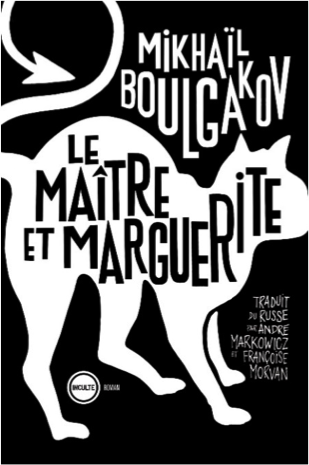 MIKHAÏL
BOULGAKOV
LE
MAÎTRE
ET MARGUERITE
TRADUIT
DU RUSSE
PAR ANDRÉ
MARKOWICZ
ET FRANÇOISE
MORVAN
INCULTE ROMAN